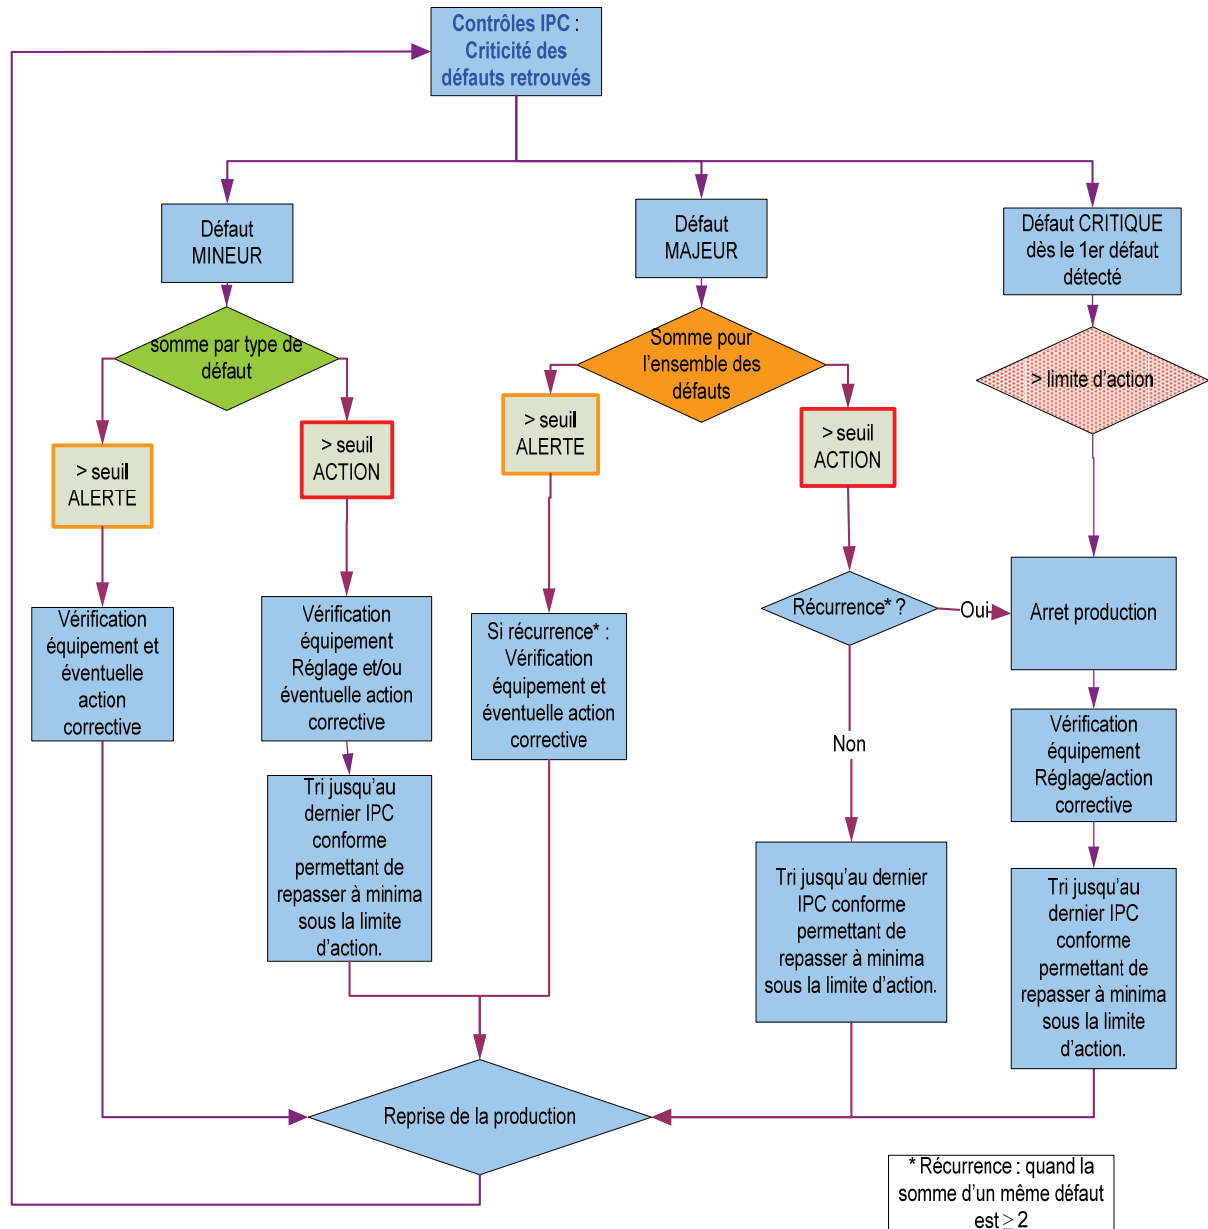 Contrôles IPC :
Criticité des
défauts retrouvés
Défaut
MINEUR
Défaut
MAJEUR
Défaut CRITIQUE
dès le 1er défaut
détecté
somme par type de
défaut
Somme pour
l'ensemble des
défauts
> limite d'action
> seuil
ALERTE
> seuil
ACTION
> seuil
ALERTE
> seuil
ACTION
Vérification
équipement et
éventuelle
action
corrective
Vérification
équipement
Réglage et/ou
éventuelle action
corrective
Si récurrence* :
Vérification
équipement et
éventuelle action
corrective
Récurrence* ?
Oui
Arret production
Non
Vérification
équipement
Réglage/action
corrective
Tri jusqu'au
dernier IPC
conforme
permettant de
repasser à minima
sous la limite
d'action.
Tri jusqu'au dernier
IPC conforme
permettant de
repasser à minima
sous la limite d'action.
Tri jusqu'au
dernier IPC
conforme
permettant de
repasser à minima
sous la limite
d'action.
Reprise de la production
* Récurrence : quand la
somme d'un même défaut
est ≥ 2